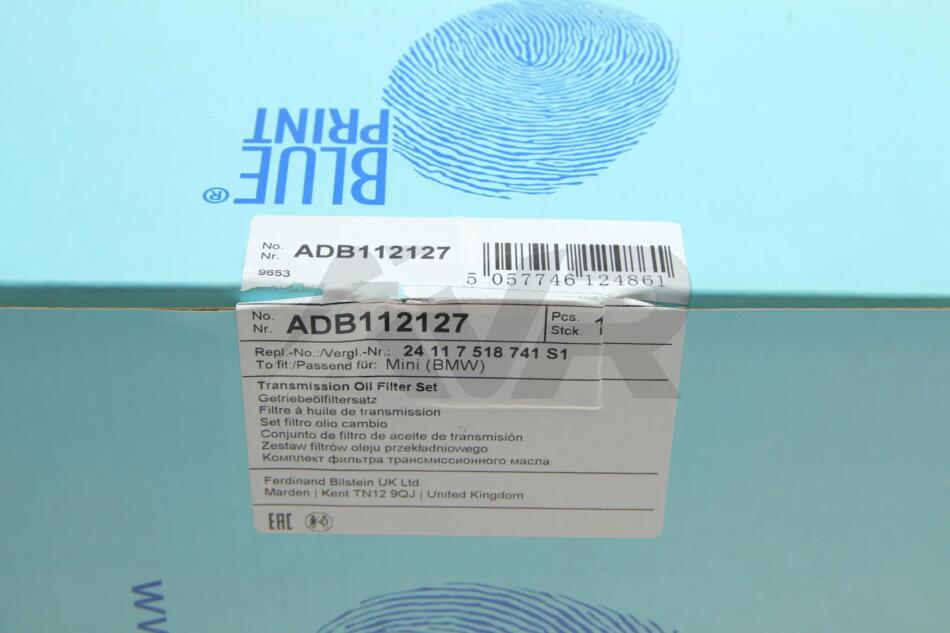 BLUE
PRINT
®
No.
Nr. ADB112127
9653
5 057746 124861
No.
Nr. ADB112127
Pcs.
Stck. 1
Repl.-No.:/Vergl.-Nr.: 24 11 7 518 741 S1
To fit:/Passend für: Mini (BMW)
Transmission Oil Filter Set
Getriebeölfiltersatz
Filtre à huile de transmission
Set filtro olio cambio
Conjunto de filtro de aceite de transmisión
Zestaw filtrów oleju przekładniowego
Комплект фильтра трансмиссионного масла
Ferdinand Bilstein UK Ltd
Marden | Kent TN12 9QJ | United Kingdom
EAC